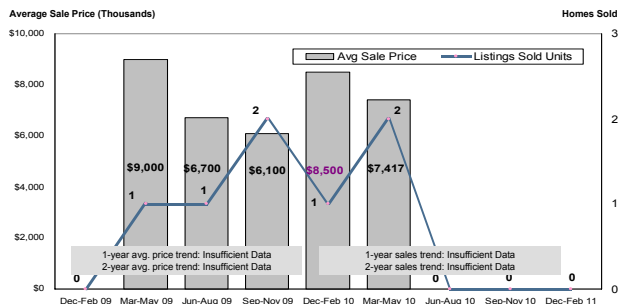 Average Sale Price (Thousands) Homes Sold
$10,000 3
Avg Sale Price Listings Sold Units
$8,000
2 2
2
$6,000
$9,000 $6,700 $6,100 $8,500 $7,417
$4,000
1 1 1 1
$2,000
1-year avg. price trend: Insufficient Data 1-year sales trend: Insufficient Data
2-year avg. price trend: Insufficient Data 2-year sales trend: Insufficient Data
0 0 0 0
$0 0
Dec-Feb 09 Mar-May 09 Jun-Aug 09 Sep-Nov 09 Dec-Feb 10 Mar-May 10 Jun-Aug 10 Sep-Nov 10 Dec-Feb 11